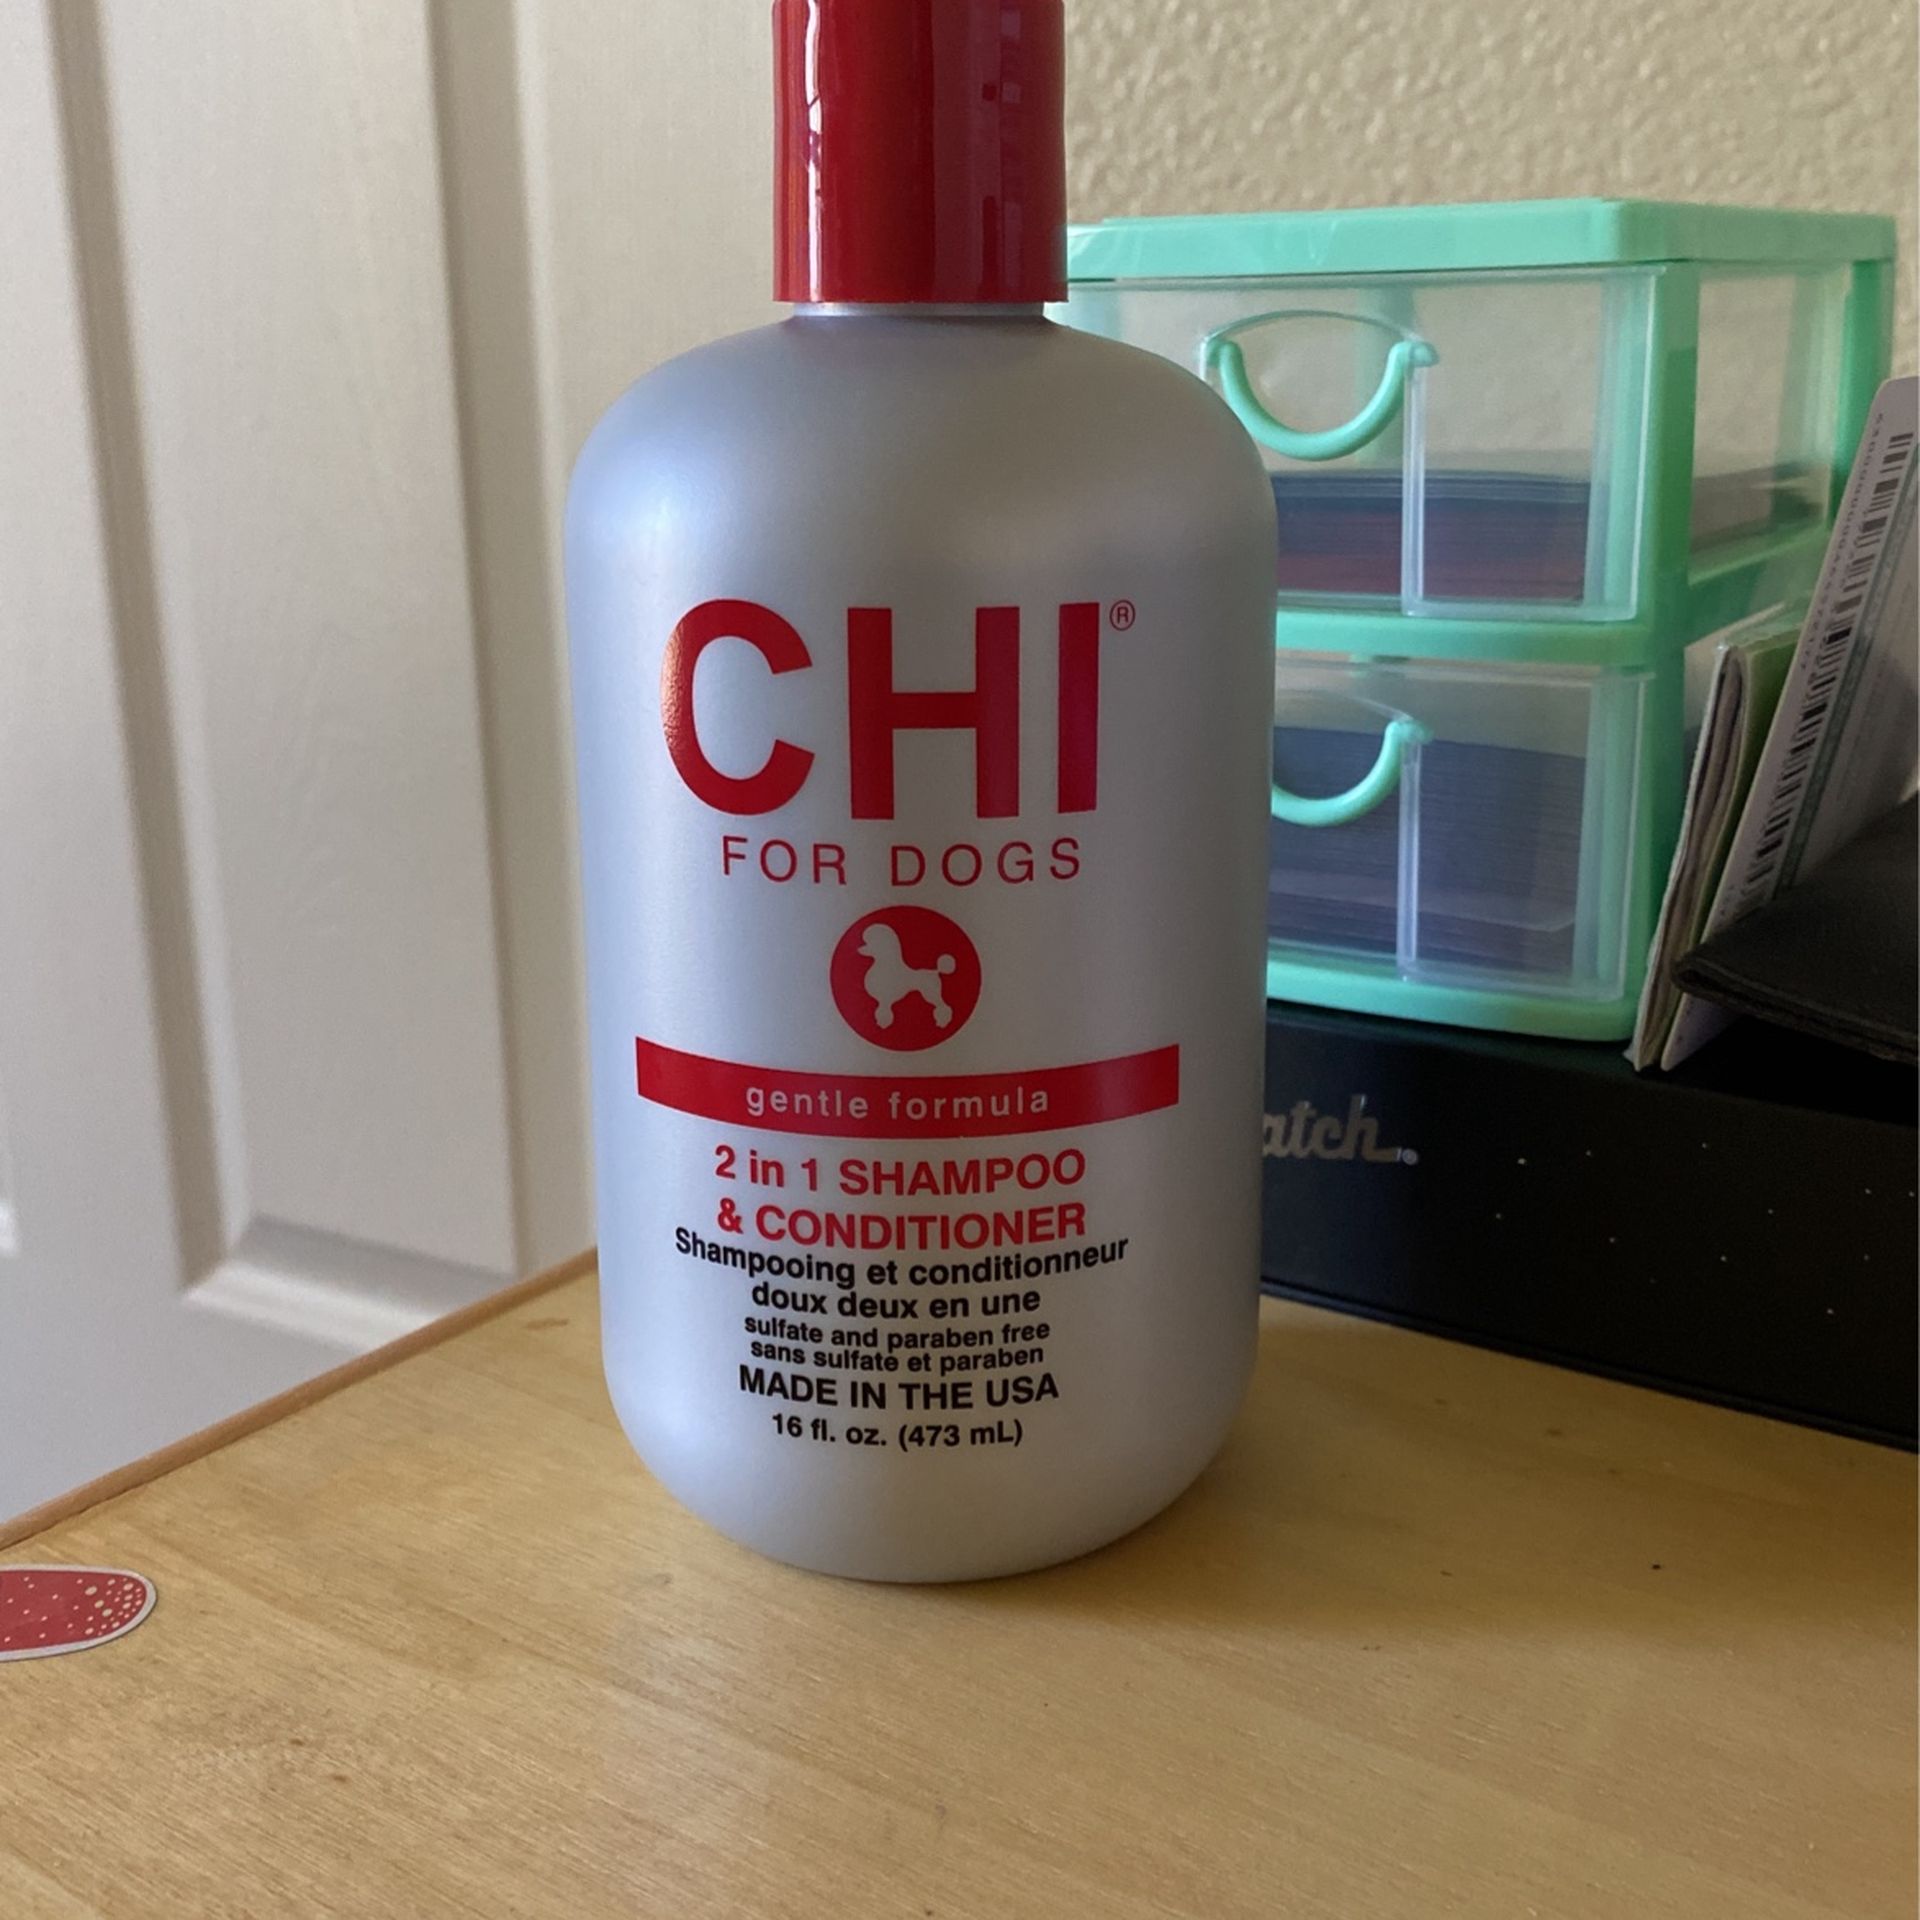 CHI®
FOR DOGS
gentle formula
2 in 1 SHAMPOO
& CONDITIONER
Shampooing et conditionneur
doux deux en une
sulfate and paraben free
sans sulfate et paraben
MADE IN THE USA
16 fl. oz. (473 mL)
atch